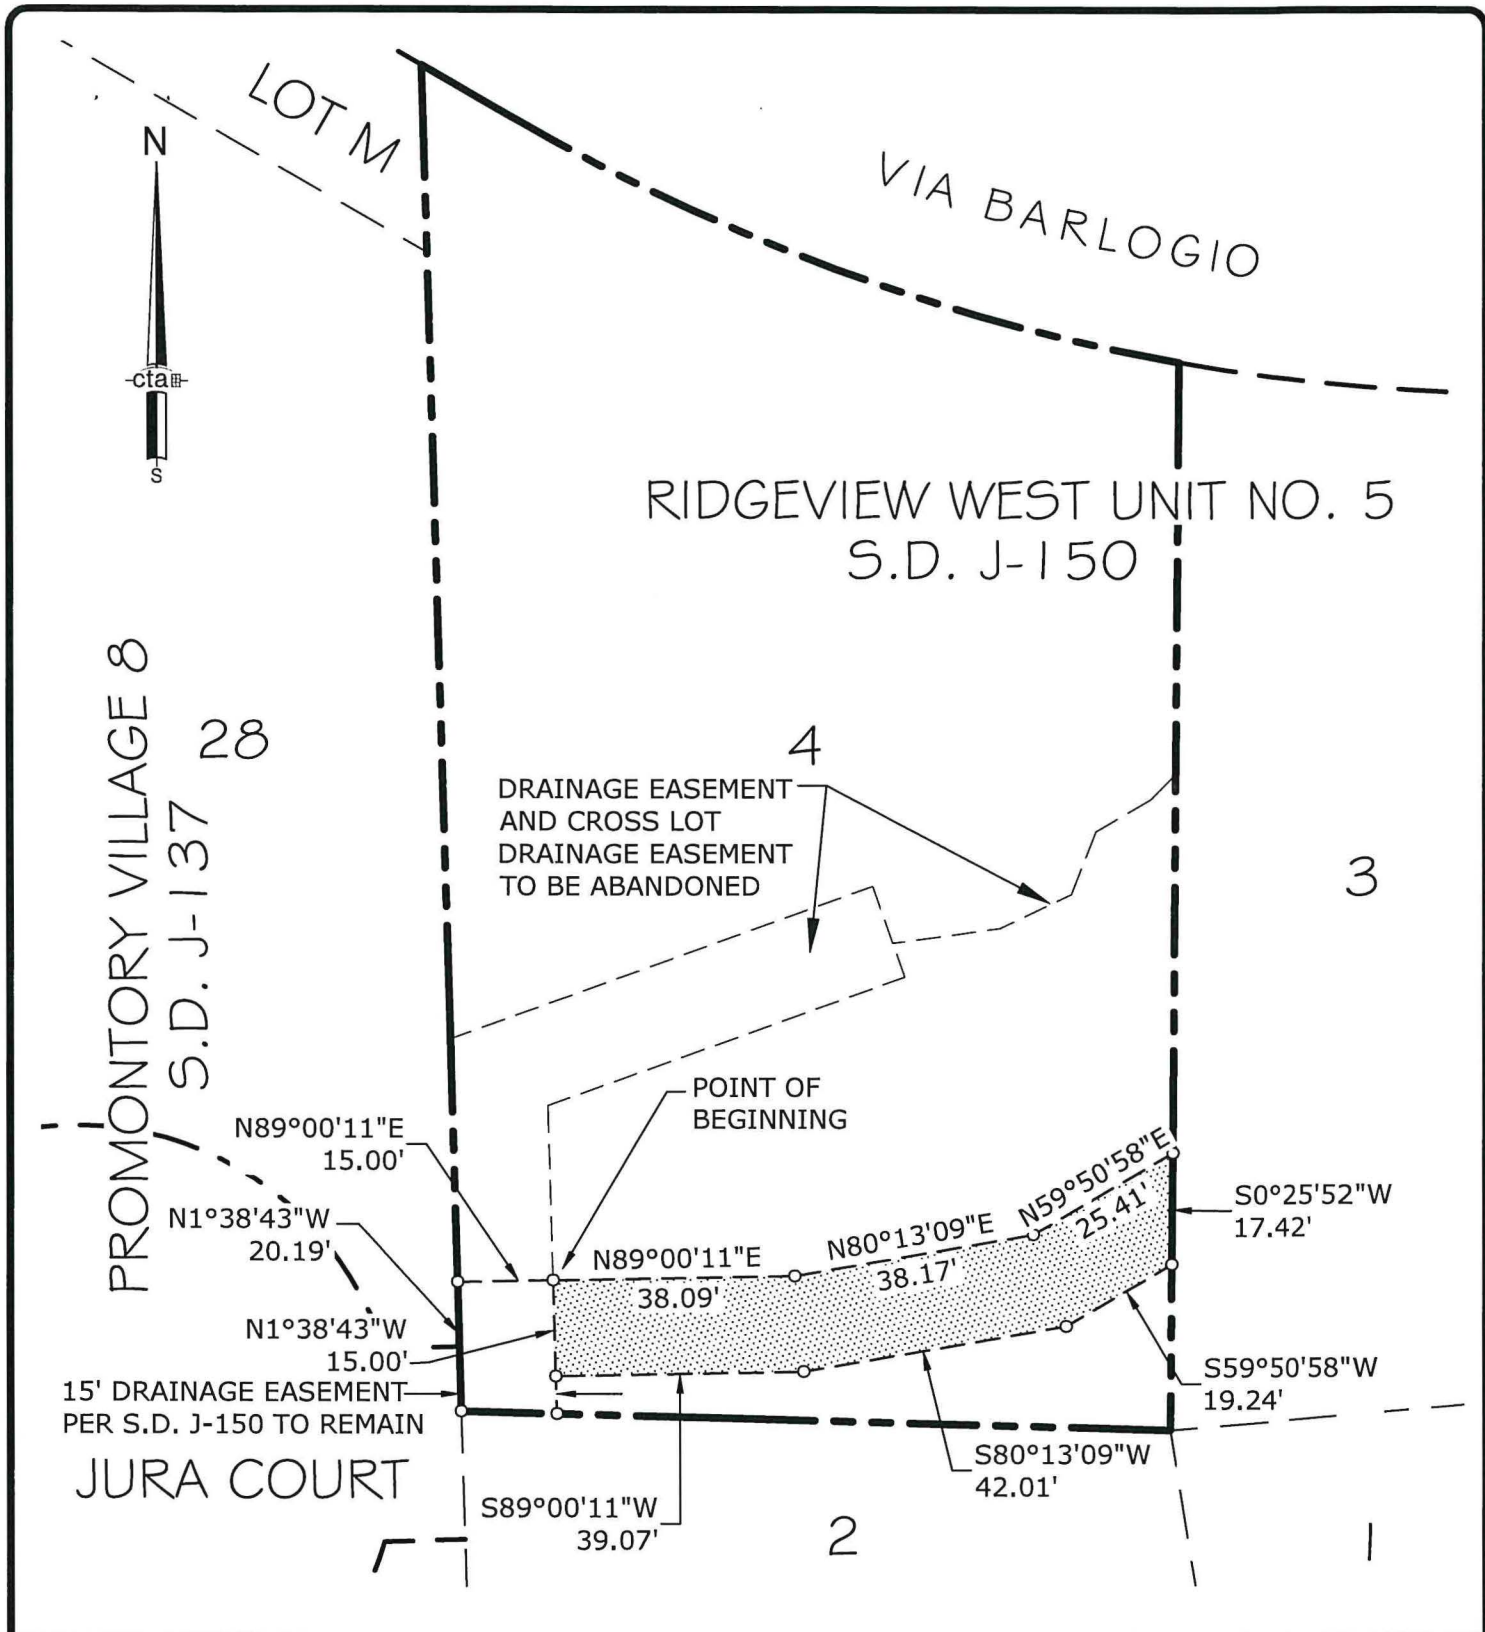 LOT M
N
VIA BARLOGIO
cta
S
RIDGEVIEW WEST UNIT NO. 5
S.D. J-150
PROMONTORY VILLAGE 8
S.D. J-137
28
4
DRAINAGE EASEMENT
AND CROSS LOT
DRAINAGE EASEMENT
TO BE ABANDONED
3
POINT OF
BEGINNING
N89°00'11"E
15.00'
N1°38'43"W
20.19'
N89°00'11"E
38.09'
N80°13'09"E
38.17'
N59°50'58"E
25.41'
S0°25'52"W
17.42'
N1°38'43"W
15.00'
15' DRAINAGE EASEMENT
PER S.D. J-150 TO REMAIN
S59°50'58"W
19.24'
S80°13'09"W
42.01'
JURA COURT
S89°00'11"W
39.07'
2
1